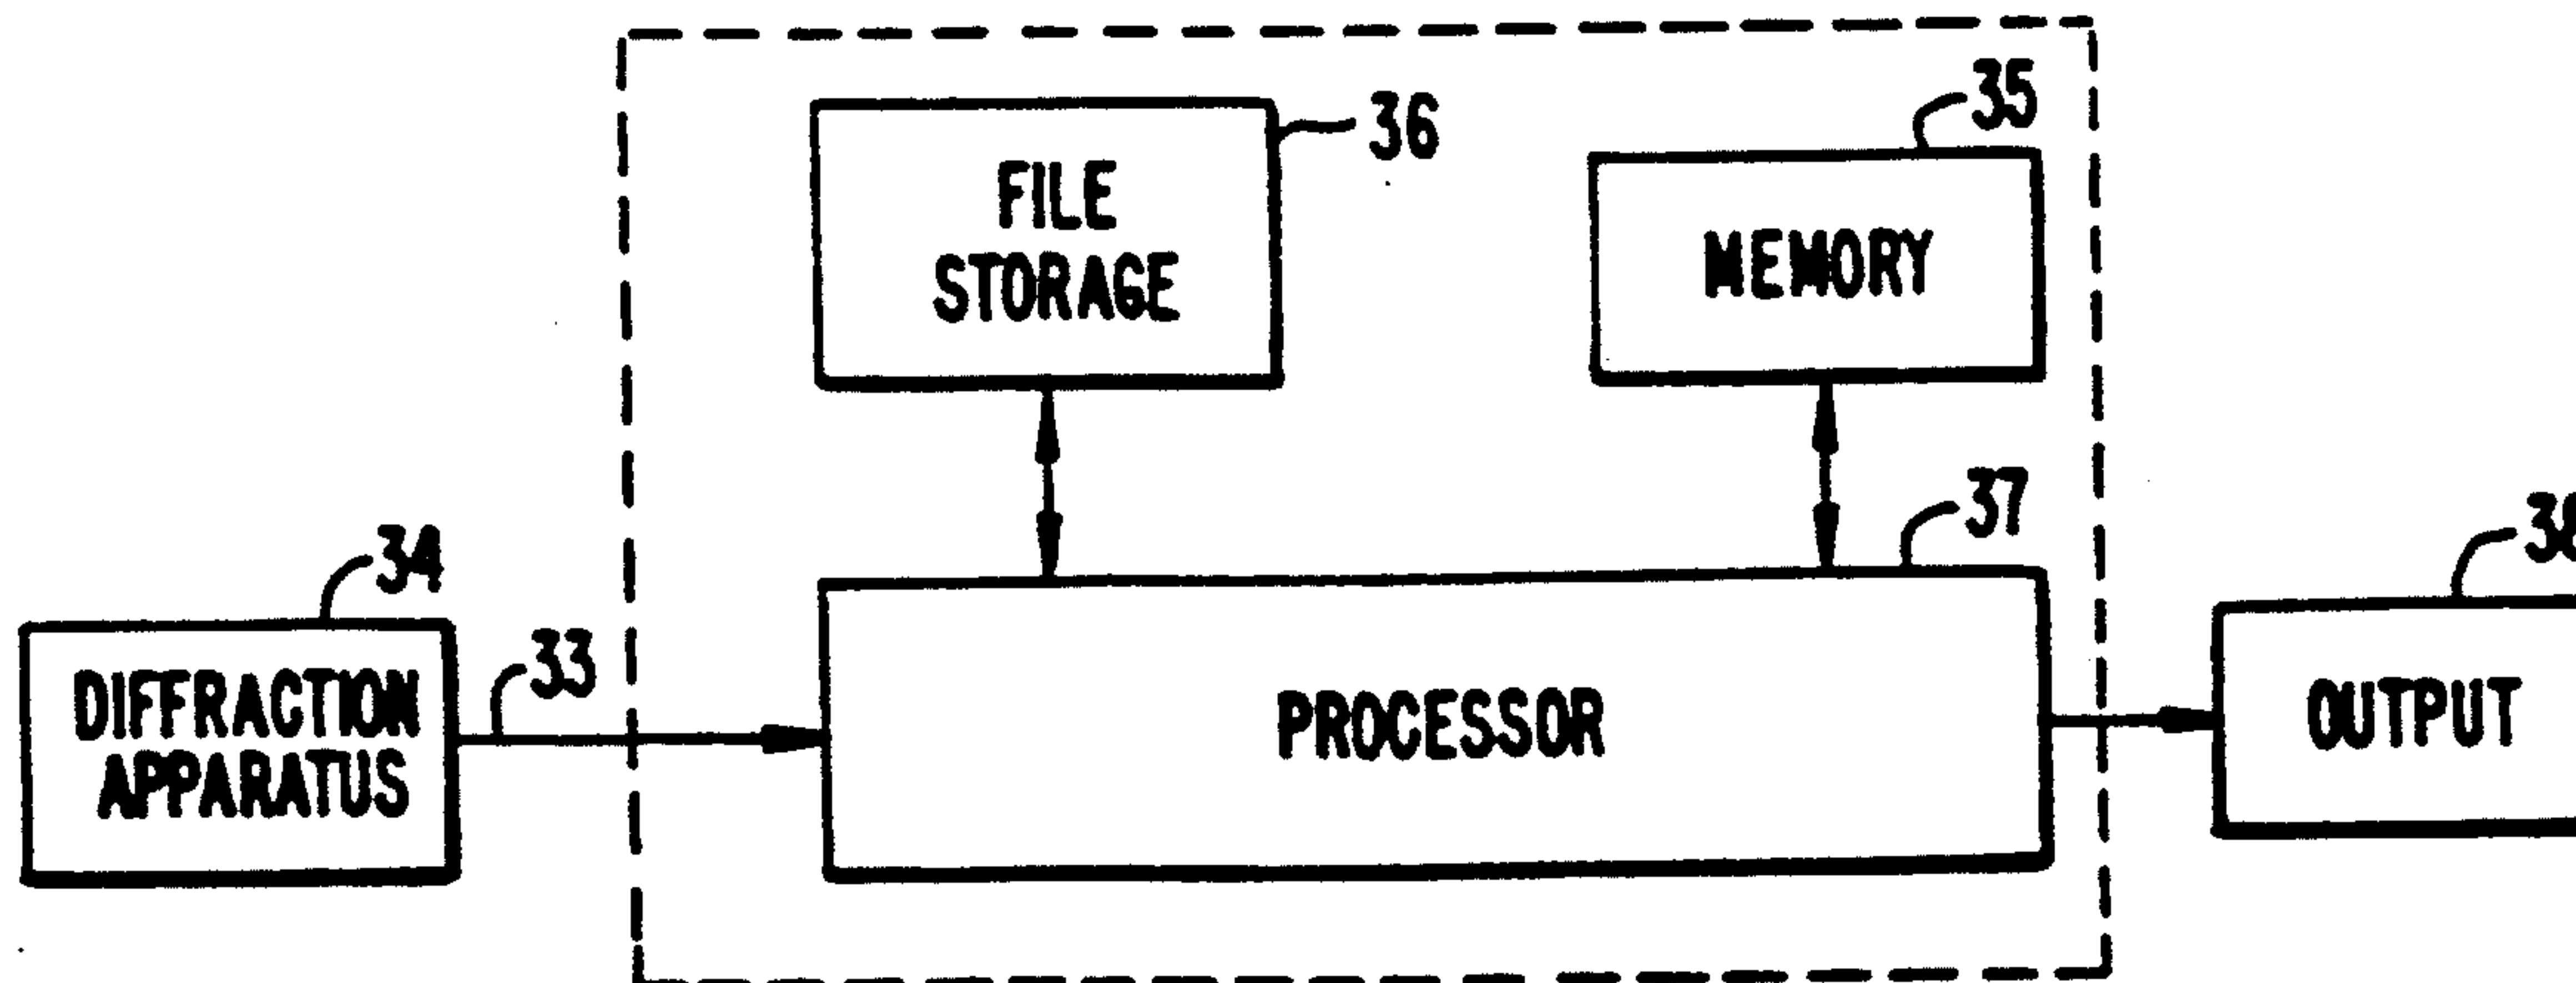 36
35
FILE
STORAGE
MEMORY
37
34
33
DIFFRACTION
APPARATUS
PROCESSOR
OUTPUT